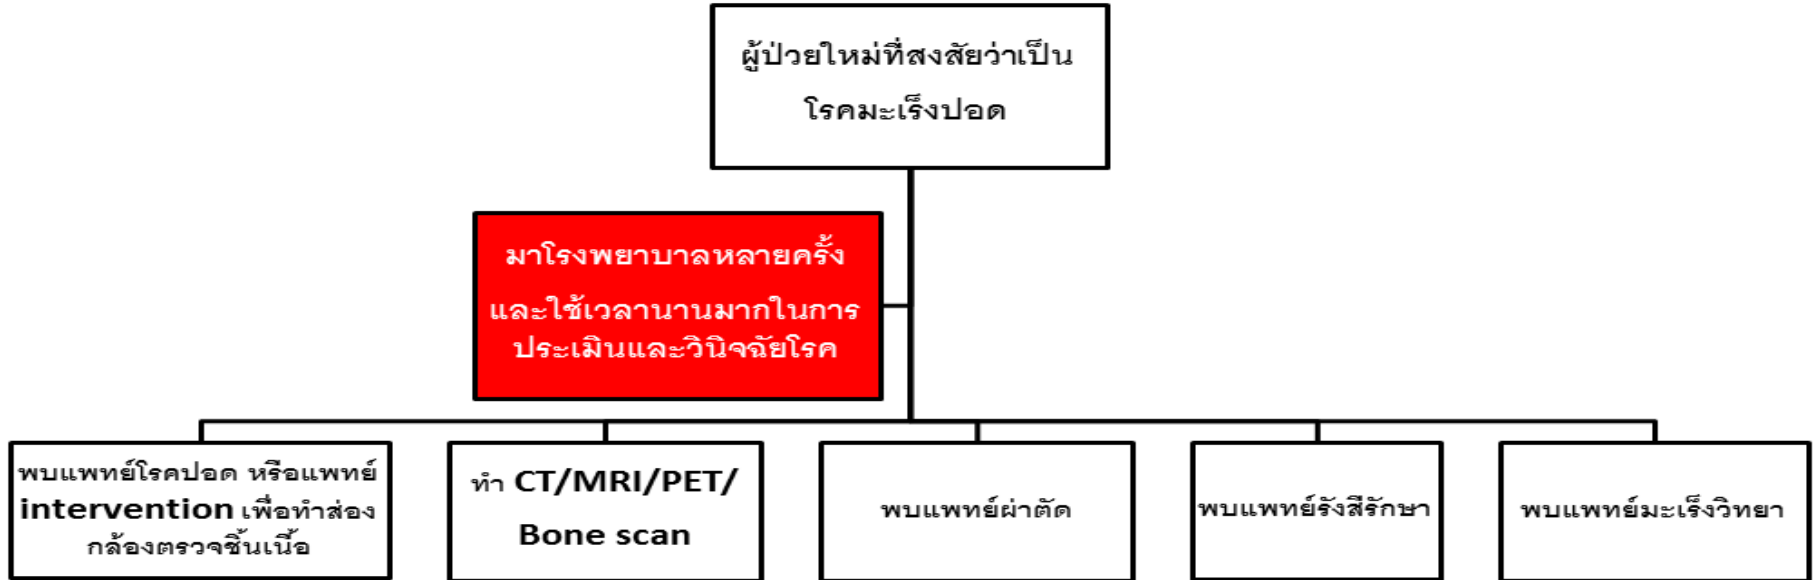 ผู้ป่วยใหม่ที่สงสัยว่าเป็น
โรคมะเร็งปอด
มาโรงพยาบาลหลายครั้ง
และใช้เวลานานมากในการ
ประเมินและวินิจฉัยโรค
พบแพทย์โรคปอด หรือแพทย์
intervention เพื่อทำส่อง
กล้องตรวจชิ้นเนื้อ
ทำ CT/MRI/PET/
Bone scan
พบแพทย์ผ่าตัด
พบแพทย์รังสีรักษา
พบแพทย์มะเร็งวิทยา